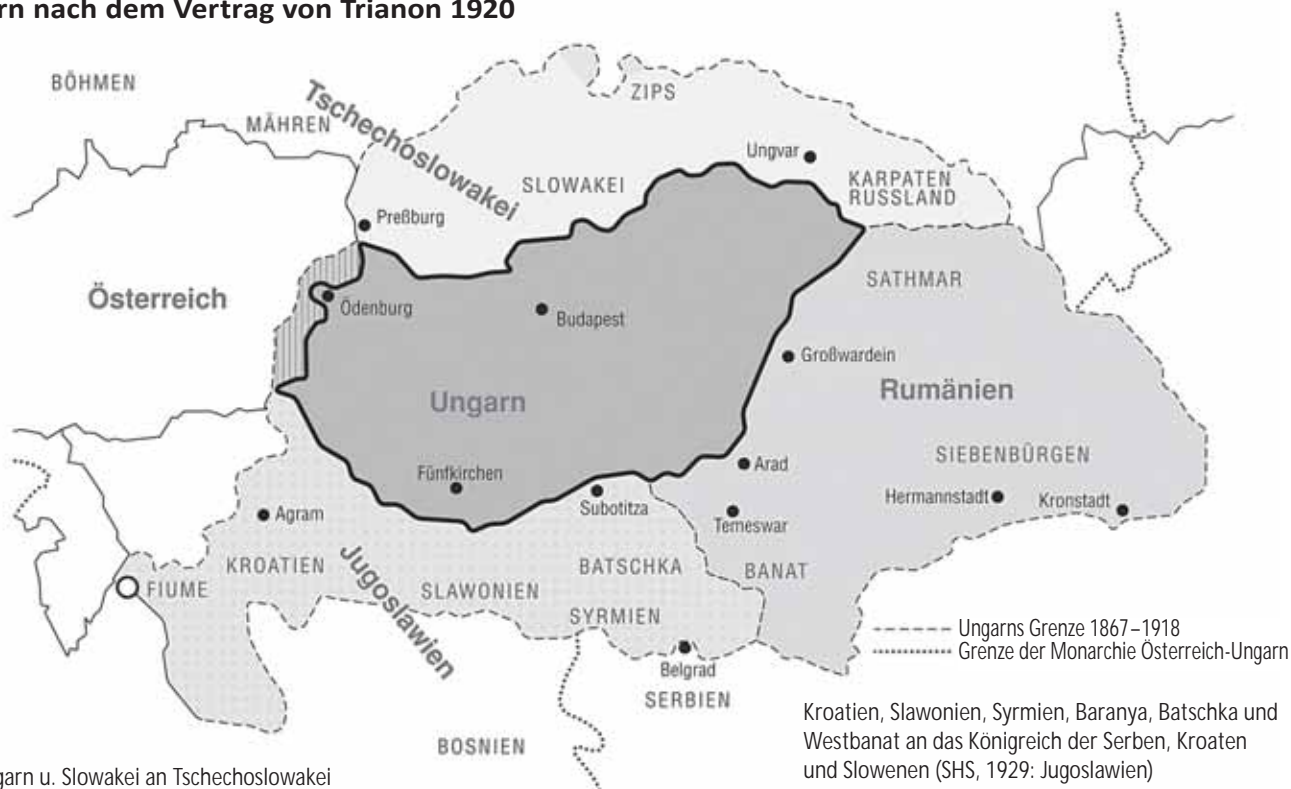 rn nach dem Vertrag von Trianon 1920
BÖHMEN
MÄHREN
Tschechoslowakei
ZIPS
Ungvar
SLOWAKEI
KARPATEN
RUSSLAND
Preßburg
SATHMAR
Österreich
Ödenburg
Budapest
Großwardein
Ungarn
Rumänien
SIEBENBÜRGEN
Fünfkirchen
Arad
Hermannstadt
Kronstadt
Subotitza
Agram
Temeswar
KROATIEN
Jugoslawien
BATSCHKA
BANAT
FIUME
SLAWONIEN
SYRMIEN
Belgrad
SERBIEN
BOSNIEN
Ungarns Grenze 1867–1918
Grenze der Monarchie Österreich-Ungarn
Kroatien, Slawonien, Syrmien, Baranya, Batschka und
Westbanat an das Königreich der Serben, Kroaten
und Slowenen (SHS, 1929: Jugoslawien)
garn u. Slowakei an Tschechoslowakei